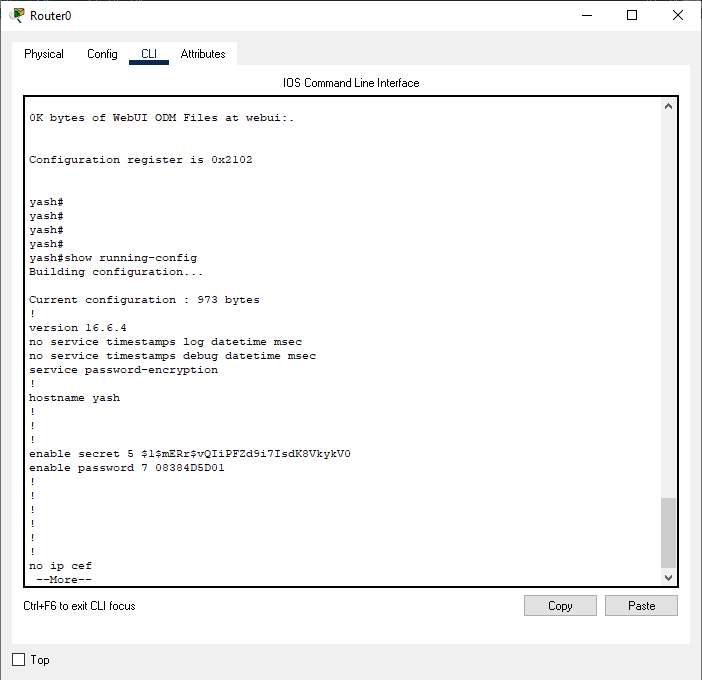 Router0
Physical Config CLI Attributes
IOS Command Line Interface
0K bytes of WebUI ODM Files at webui:.
Configuration register is 0x2102
yash#
yash#
yash#
yash#
yash#show running-config
Building configuration...
Current configuration : 973 bytes
!
version 16.6.4
no service timestamps log datetime msec
no service timestamps debug datetime msec
service password-encryption
!
hostname yash
!
!
!
enable secret 5 $1$mERr$vQIiPFZd9i7IsdK8VkykV0
enable password 7 08384D5D01
!
!
!
!
!
!
no ip cef
--More--
Ctrl+F6 to exit CLI focus
Copy Paste
Top